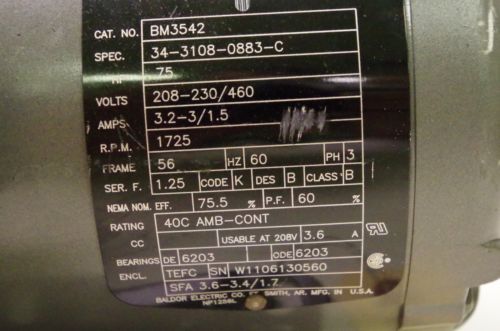 CAT. NO. BM3542
SPEC. 34-3108-0883-C
HP 75
VOLTS 208-230/460
AMPS 3.2-3/1.5
R.P.M. 1725
FRAME 56 HZ 60 PH 3
SER. F. 1.25 CODE K DES B CLASS B
NEMA NOM. EFF. 75.5 % P.F. 60 %
RATING 40C AMB-CONT
CC USABLE AT 208V 3.6 A
BEARINGS DE 6203 ODE 6203
ENCL. TEFC SN W1106130560
SFA 3.6-3.4/1.7
BALDOR ELECTRIC CO. FT. SMITH, AR. MFG. IN U.S.A.
NP1256L